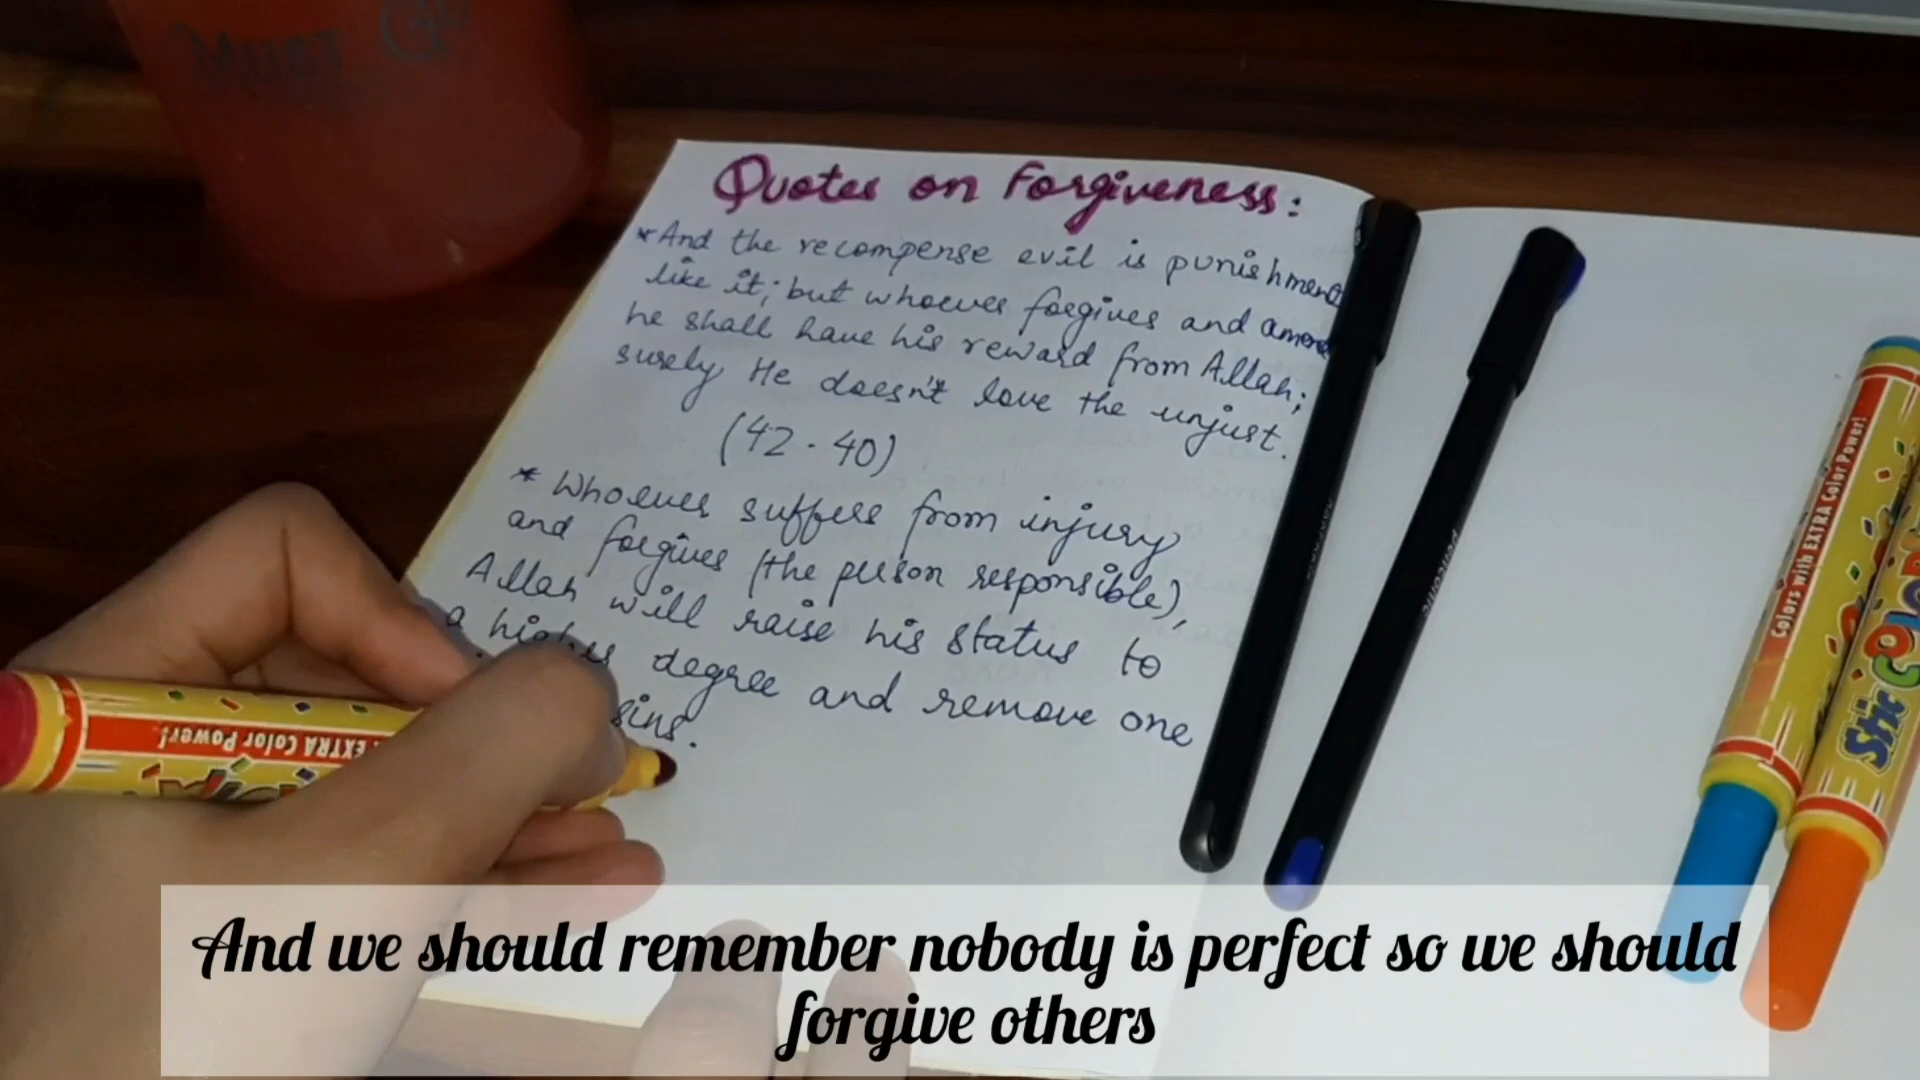 MUST
Quotes on Forgiveness:
*And the recompense evil is punishment
like it; but whoever forgives and amend
he shall have his reward from Allah;
surely He doesn't love the unjust.
(42-40)
* Whoever suffers from injury
and forgives (the person responsible),
Allah will raise his status to
a higher degree and remove one
sins.
EXTRA Color Power!
Colors with EXTRA Color Power!
Stic
And we should remember nobody is perfect so we should
forgive others